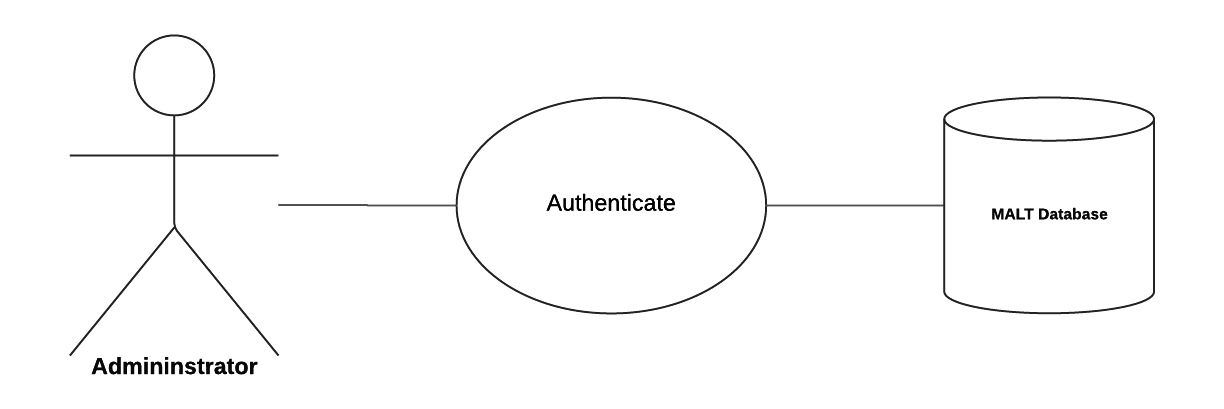 Authenticate
MALT Database
Admininstrator